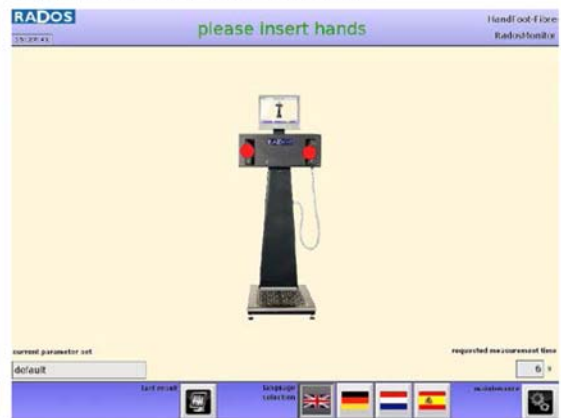 RADOS
please insert hands
HandFoot-Fibre
RadosMonitor
RADOS
current parameter set
default
requested measurement time
6 s
last result
language
selection
maintenance